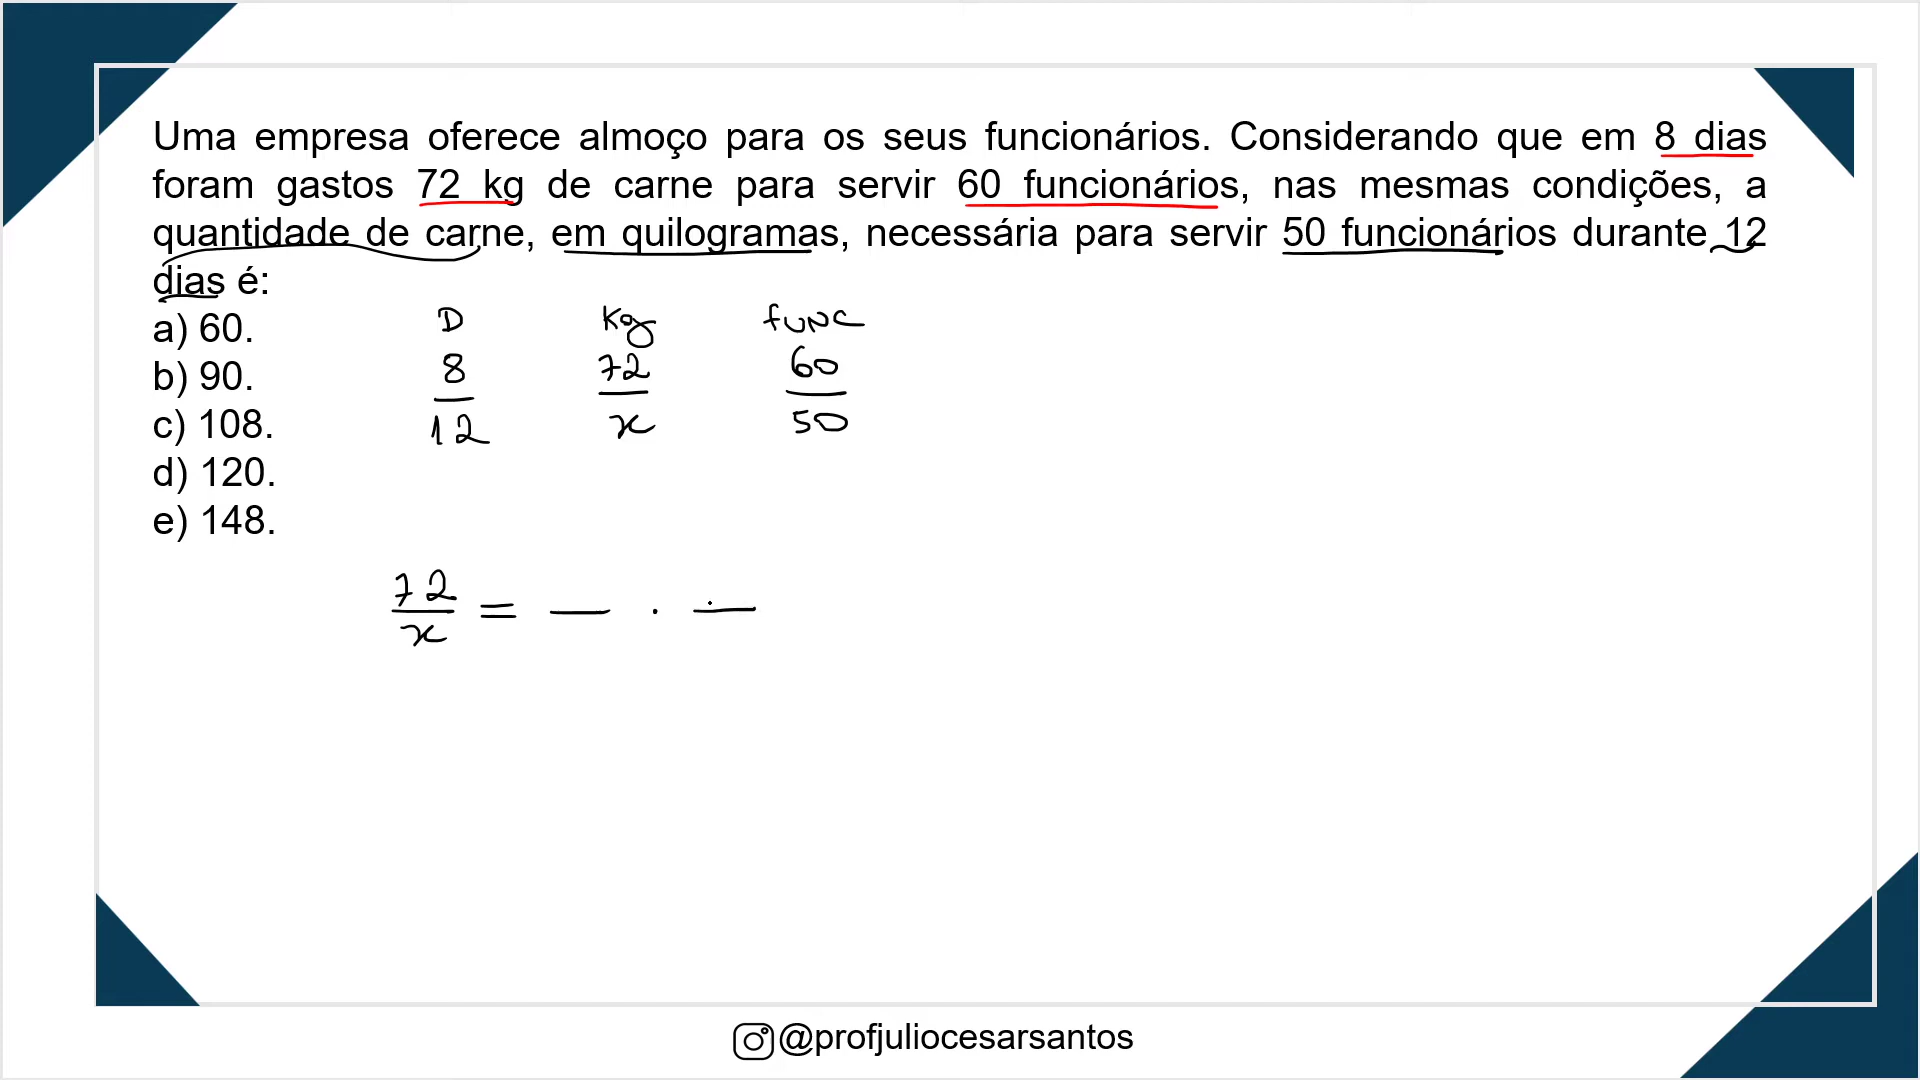 Uma empresa oferece almoço para os seus funcionários. Considerando que em 8 dias
foram gastos 72 kg de carne para servir 60 funcionários, nas mesmas condições, a
quantidade de carne, em quilogramas, necessária para servir 50 funcionários durante 12
dias é:
a) 60.
b) 90.
c) 108.
d) 120.
e) 148.
D Kg func
8 72 60
12 x 50
72/x = — . —
@profjuliocesarsantos